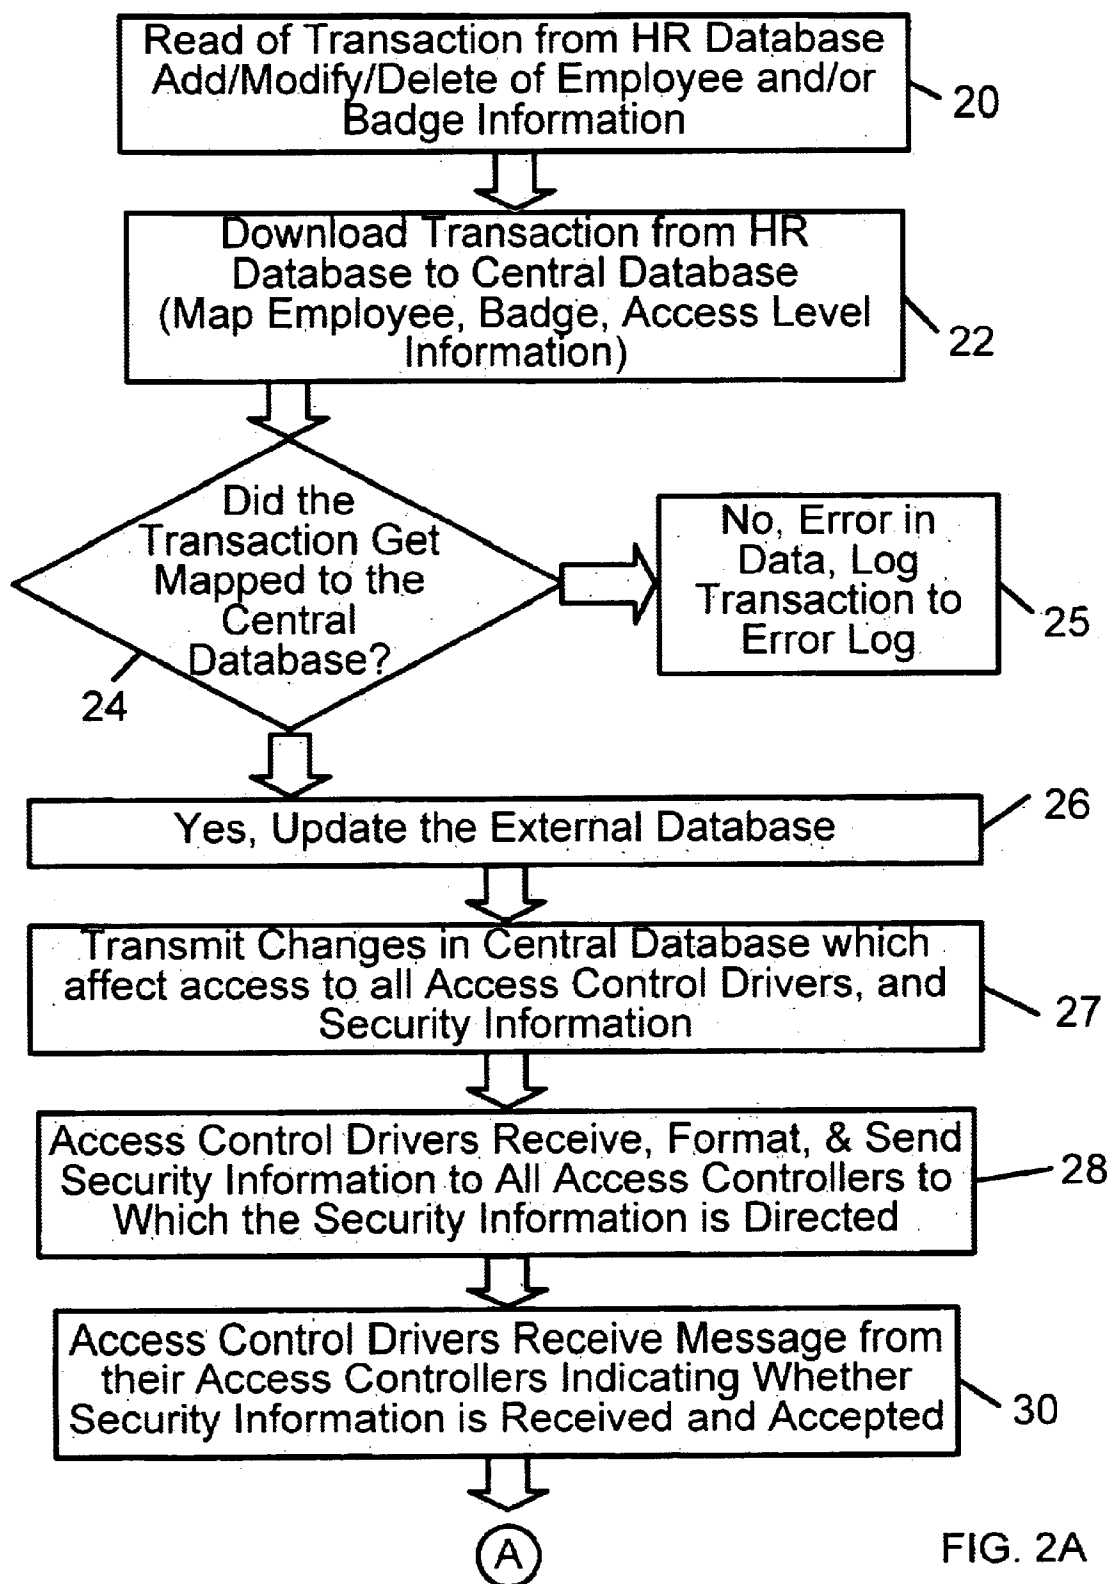 Read of Transaction from HR Database
Add/Modify/Delete of Employee and/or
Badge Information
20
Download Transaction from HR
Database to Central Database
(Map Employee, Badge, Access Level
Information)
22
Did the
Transaction Get
Mapped to the
Central
Database?
24
No, Error in
Data, Log
Transaction to
Error Log
25
Yes, Update the External Database
26
Transmit Changes in Central Database which
affect access to all Access Control Drivers, and
Security Information
27
Access Control Drivers Receive, Format, & Send
Security Information to All Access Controllers to
Which the Security Information is Directed
28
Access Control Drivers Receive Message from
their Access Controllers Indicating Whether
Security Information is Received and Accepted
30
A
FIG. 2A